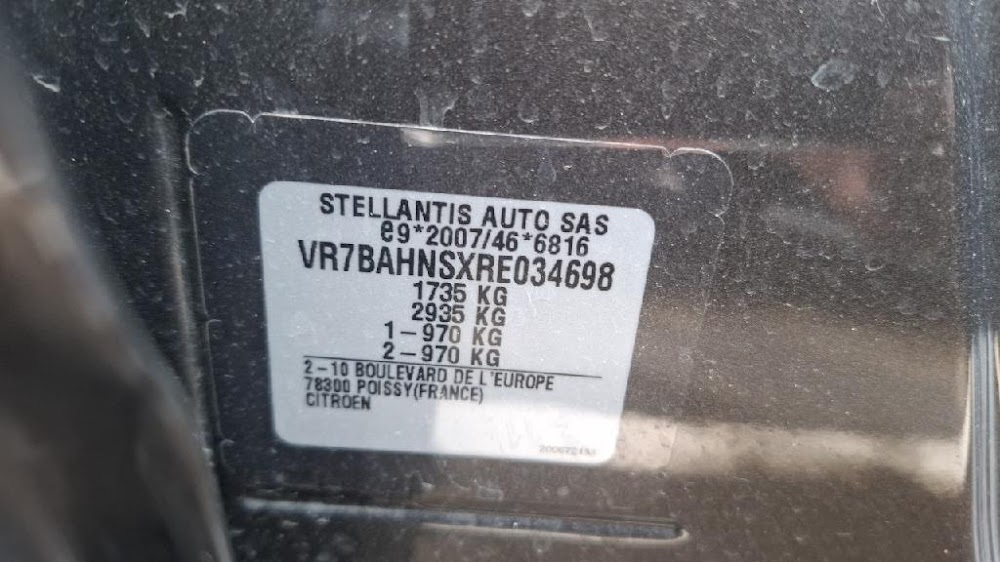 STELLANTIS AUTO SAS
e9*2007/46*6816
VR7BAHNSXRE034698
1735 KG
2935 KG
1-970 KG
2-970 KG
2-10 BOULEVARD DE L'EUROPE
78300 POISSY(FRANCE)
CITROEN